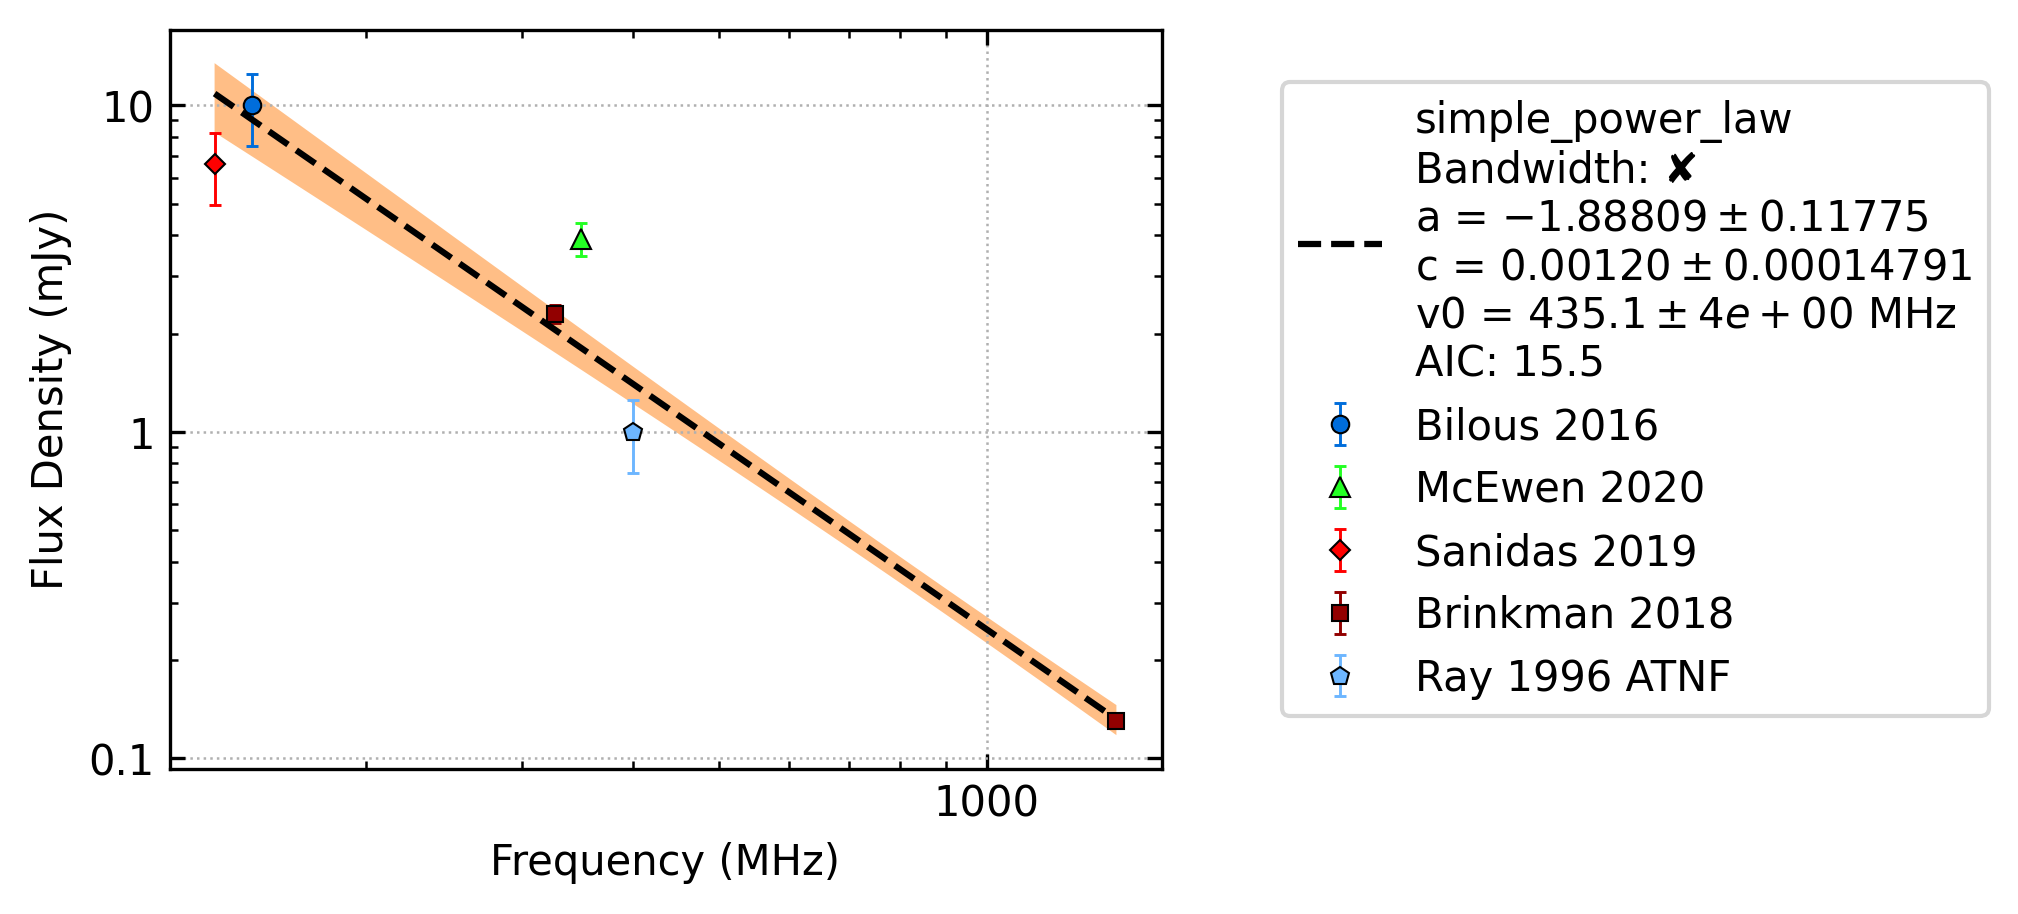 10
1
0.1
Flux Density (mJy)
1000
Frequency (MHz)
simple_power_law
Bandwidth: ✘
a = −1.88809 ± 0.11775
c = 0.00120 ± 0.00014791
v0 = 435.1 ± 4e + 00 MHz
AIC: 15.5
Bilous 2016
McEwen 2020
Sanidas 2019
Brinkman 2018
Ray 1996 ATNF